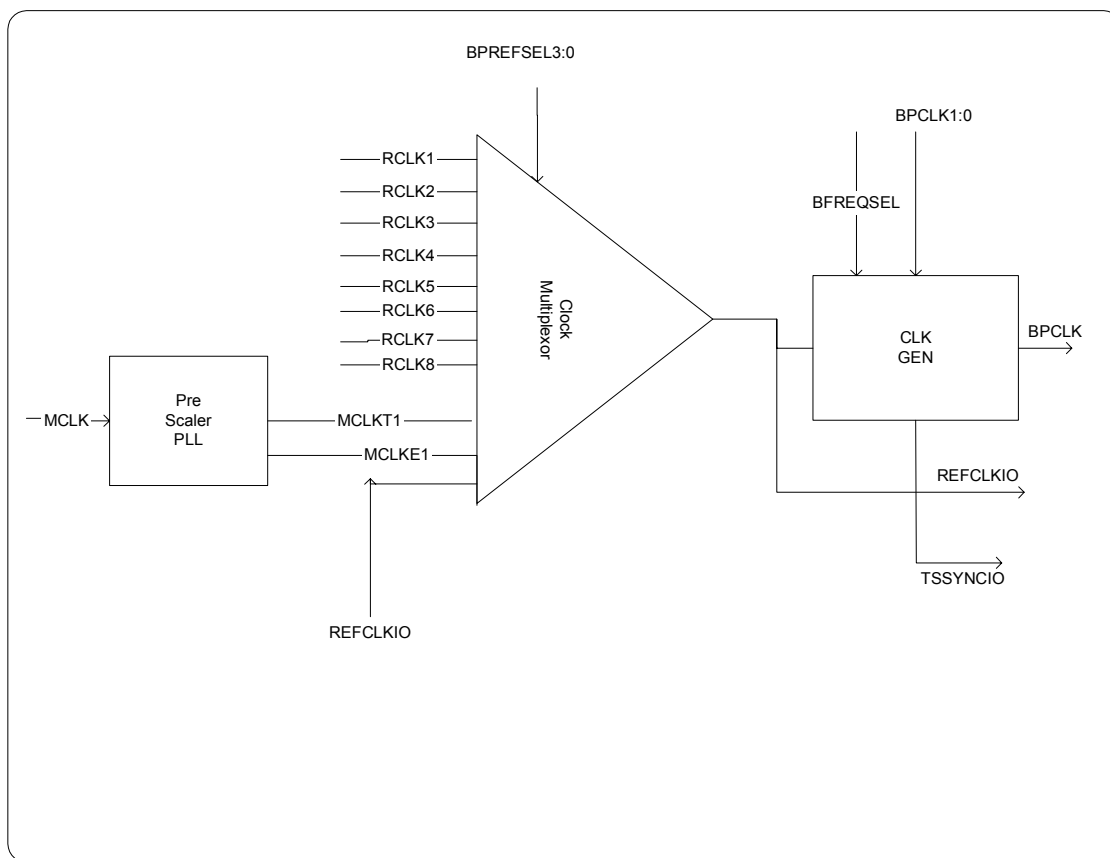 BPREFSEL3:0
BPCLK1:0
RCLK1
RCLK2
BFREQSEL
RCLK3
RCLK4
RCLK5
RCLK6
RCLK7
RCLK8
Clock
Multiplexor
CLK
GEN
BPCLK
MCLK
Pre
Scaler
PLL
MCLKT1
MCLKE1
REFCLKIO
TSSYNCIO
REFCLKIO